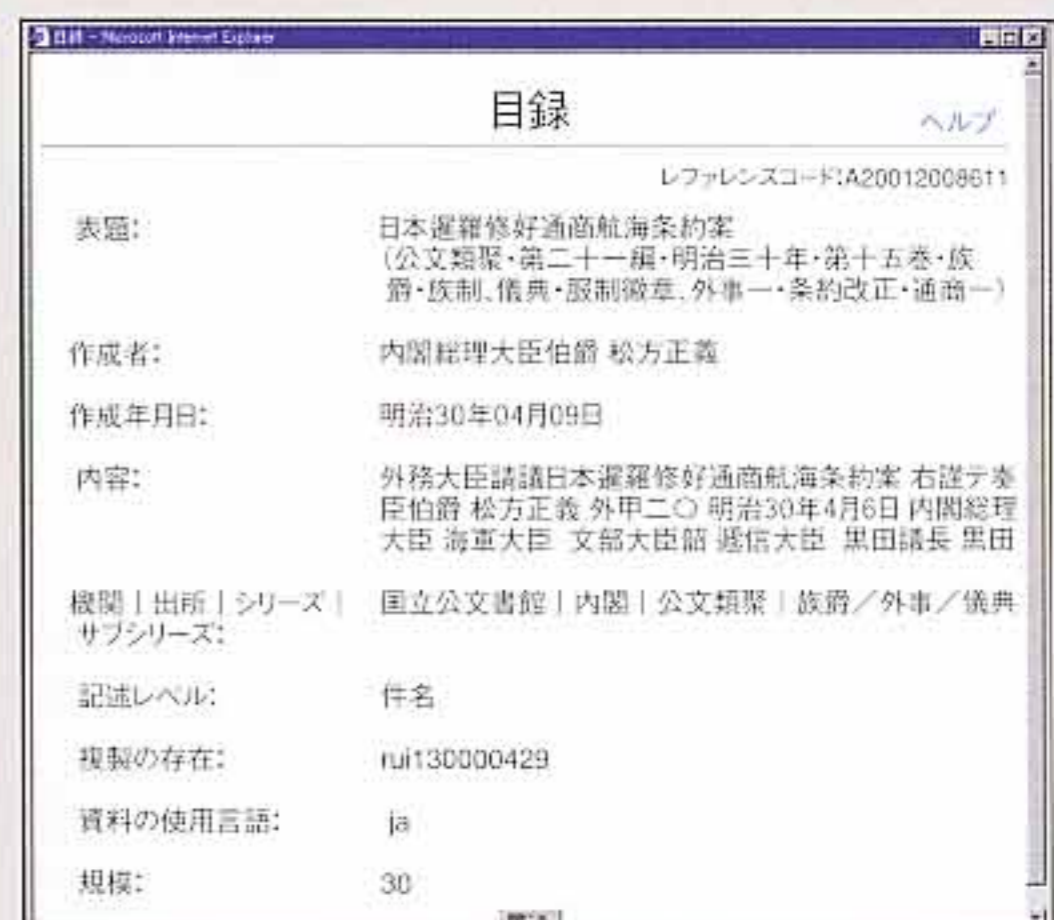 目録 - Microsoft Internet Explorer
目録
ヘルプ
レファレンスコード:A20012008611
表題: 日本暹羅修好通商航海条約案
(公文類聚・第二十一編・明治三十年・第十五巻・族
爵・族制、儀典・服制徽章、外事一・条約改正・通商一)
作成者: 内閣総理大臣伯爵 松方正義
作成年月日: 明治30年04月09日
内容: 外務大臣請議日本暹羅修好通商航海条約案 右謹テ奏
臣伯爵 松方正義 外甲二〇 明治30年4月6日 内閣総理
大臣 海軍大臣 文部大臣 逓信大臣 黒田議長 黒田
機関|出所|シリーズ| 国立公文書館|内閣|公文類聚|族爵/外事/儀典
サブシリーズ:
記述レベル: 件名
複製の存在: rui130000429
資料の使用言語: ja
規模: 30